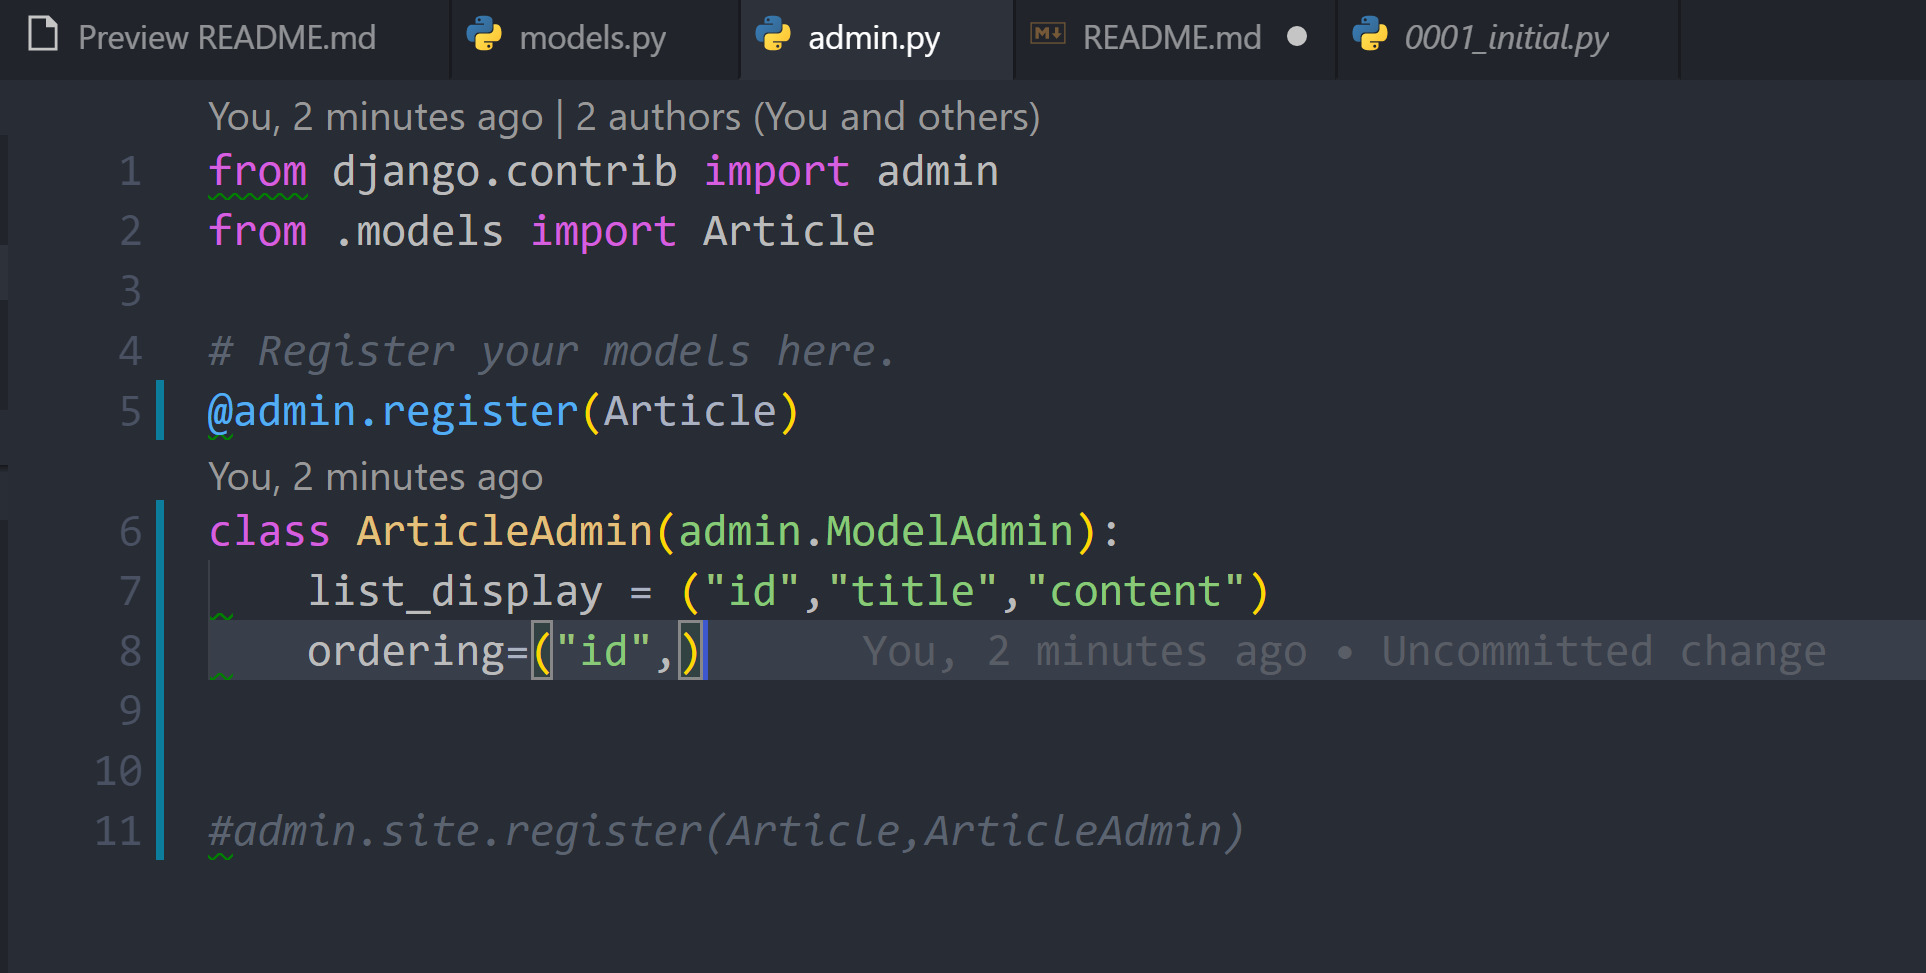 Preview README.md models.py admin.py README.md 0001_initial.py
You, 2 minutes ago | 2 authors (You and others)
1 from django.contrib import admin
2 from .models import Article
3
4 # Register your models here.
5 @admin.register(Article)
You, 2 minutes ago
6 class ArticleAdmin(admin.ModelAdmin):
7     list_display = ("id","title","content")
8     ordering=("id",) You, 2 minutes ago • Uncommitted change
9
10
11 #admin.site.register(Article,ArticleAdmin)